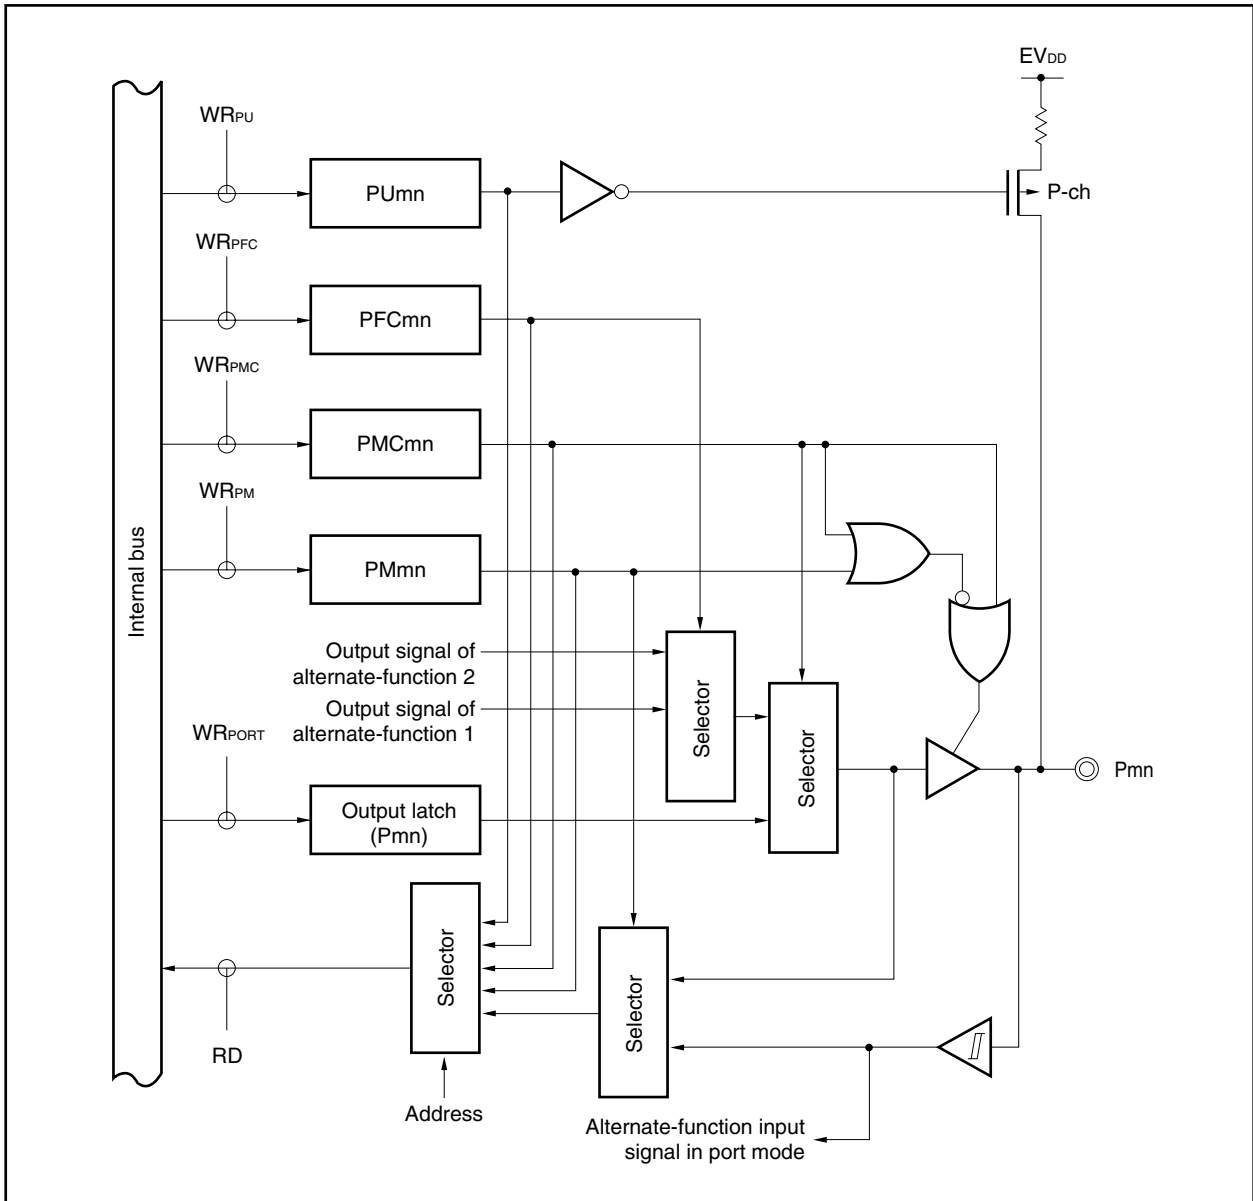 EVDD
WRPU
PUmn
P-ch
WRPFC
PFCmn
WRPMC
PMCmn
WRPM
PMmn
Internal bus
Output signal of
alternate-function 2
Output signal of
alternate-function 1
Selector
Selector
WRPORT
Output latch
(Pmn)
Pmn
Selector
Selector
RD
Address
Alternate-function input
signal in port mode